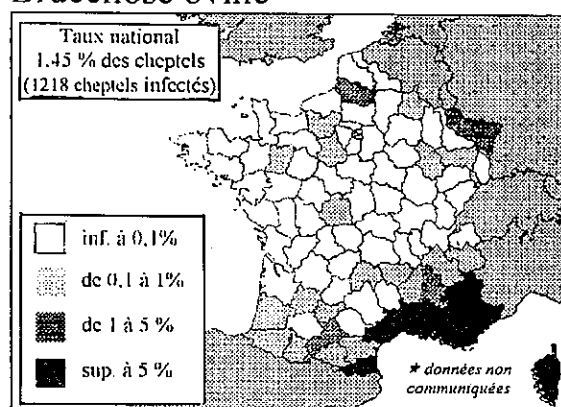 Taux national
1.45 % des cheptels
(1218 cheptels infectés)
inf. à 0,1%
de 0,1 à 1%
de 1 à 5 %
sup. à 5 %
★ données non
communiquées